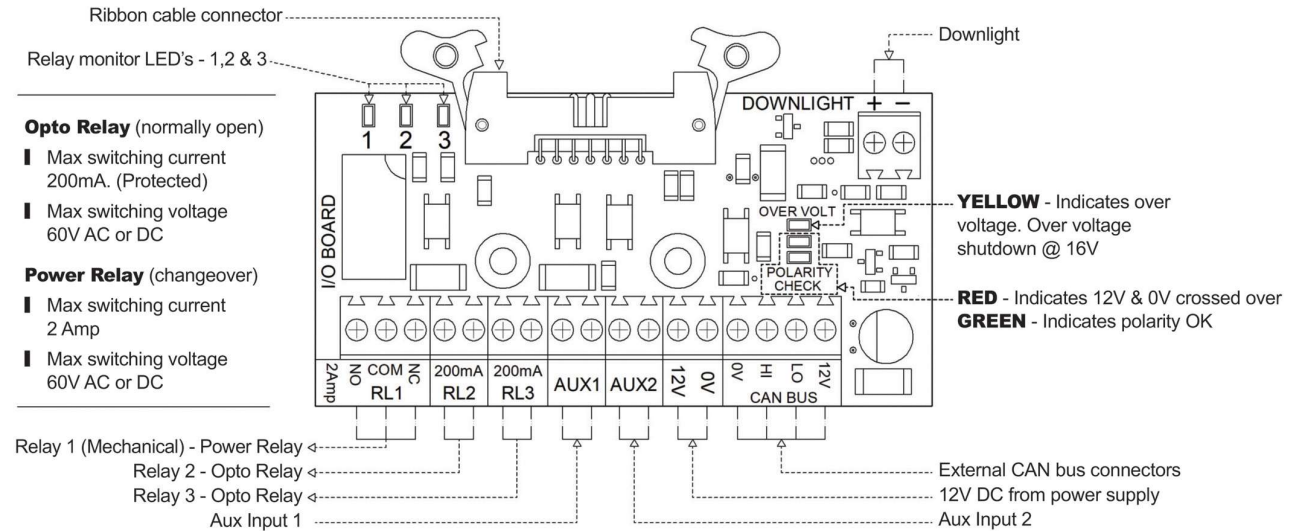 Ribbon cable connector
Relay monitor LED's - 1,2 & 3
Downlight
Opto Relay (normally open)
Max switching current
200mA. (Protected)
Max switching voltage
60V AC or DC
Power Relay (changeover)
Max switching current
2 Amp
Max switching voltage
60V AC or DC
1 2 3
I/O BOARD
DOWNLIGHT + −
OVER VOLT
POLARITY
CHECK
YELLOW - Indicates over
voltage. Over voltage
shutdown @ 16V
RED - Indicates 12V & 0V crossed over
GREEN - Indicates polarity OK
2Amp
NO COM NC
RL1
200mA
RL2
200mA
RL3
AUX1
AUX2
12V 0V
0V HI LO 12V
CAN BUS
Relay 1 (Mechanical) - Power Relay
Relay 2 - Opto Relay
Relay 3 - Opto Relay
Aux Input 1
External CAN bus connectors
12V DC from power supply
Aux Input 2